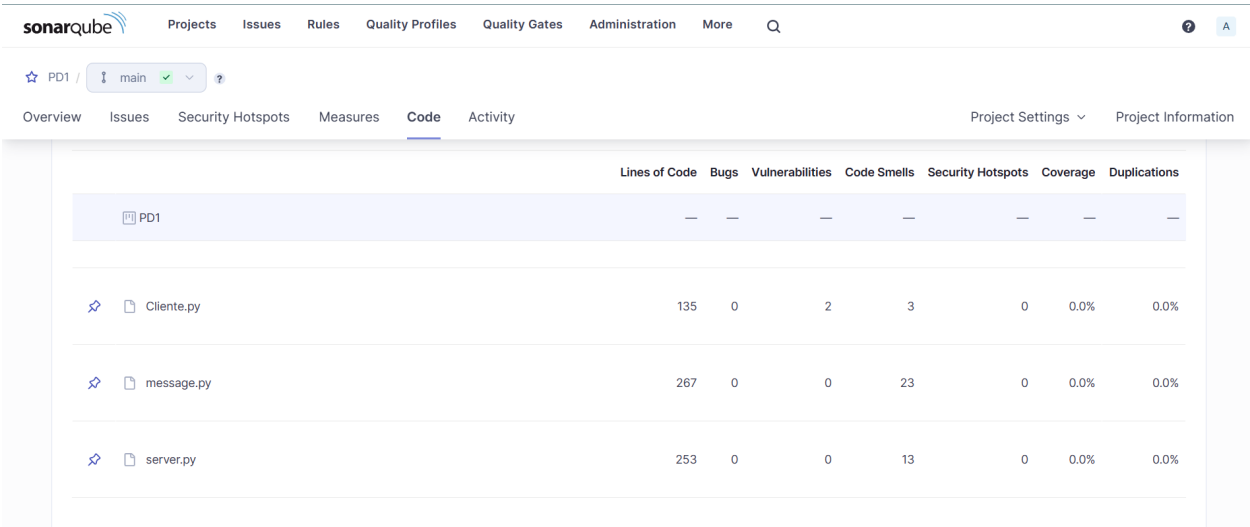 sonarqube Projects Issues Rules Quality Profiles Quality Gates Administration More ? A
PD1 / main ?
Overview Issues Security Hotspots Measures Code Activity Project Settings Project Information
Lines of Code Bugs Vulnerabilities Code Smells Security Hotspots Coverage Duplications
PD1 — — — — — — —
Cliente.py 135 0 2 3 0 0.0% 0.0%
message.py 267 0 0 23 0 0.0% 0.0%
server.py 253 0 0 13 0 0.0% 0.0%